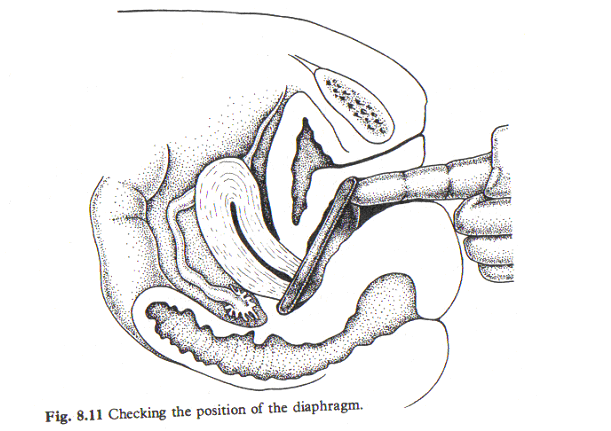 Fig. 8.11 Checking the position of the diaphragm.